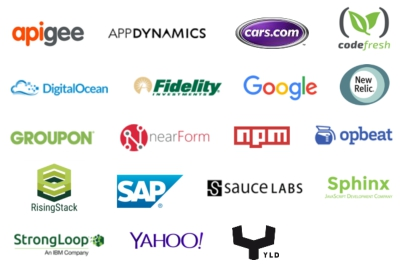 apigee
APPDYNAMICS
cars.com
codefresh
DigitalOcean
Fidelity
INVESTMENTS
Google
New
Relic.
GROUPON
nearForm
npm
opbeat
RisingStack
SAP
S SAUCE LABS
Sphinx
JavaScript Development Company
StrongLoop
An IBM Company
YAHOO!
YLD